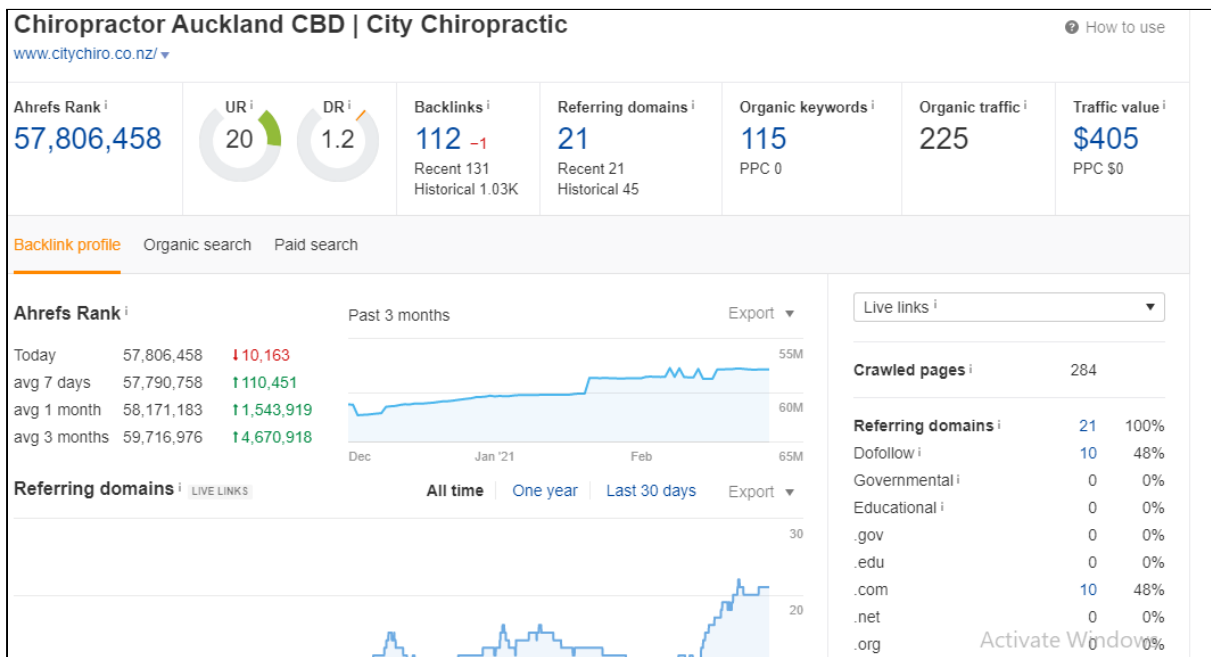 Chiropractor Auckland CBD | City Chiropractic
How to use
www.citychiro.co.nz/
Ahrefs Rank i
57,806,458
UR i
20
DR i
1.2
Backlinks i
112 −1
Recent 131
Historical 1.03K
Referring domains i
21
Recent 21
Historical 45
Organic keywords i
115
PPC 0
Organic traffic i
225
Traffic value i
$405
PPC $0
Backlink profile Organic search Paid search
Ahrefs Rank i
Past 3 months Export
Today 57,806,458 ↓10,163
avg 7 days 57,790,758 ↑110,451
avg 1 month 58,171,183 ↑1,543,919
avg 3 months 59,716,976 ↑4,670,918
55M
60M
65M
Dec Jan '21 Feb
Referring domains i LIVE LINKS
All time One year Last 30 days Export
30
20
Live links i
Crawled pages i 284
Referring domains i 21 100%
Dofollow i 10 48%
Governmental i 0 0%
Educational i 0 0%
.gov 0 0%
.edu 0 0%
.com 10 48%
.net 0 0%
.org 0 0%
Activate Windows